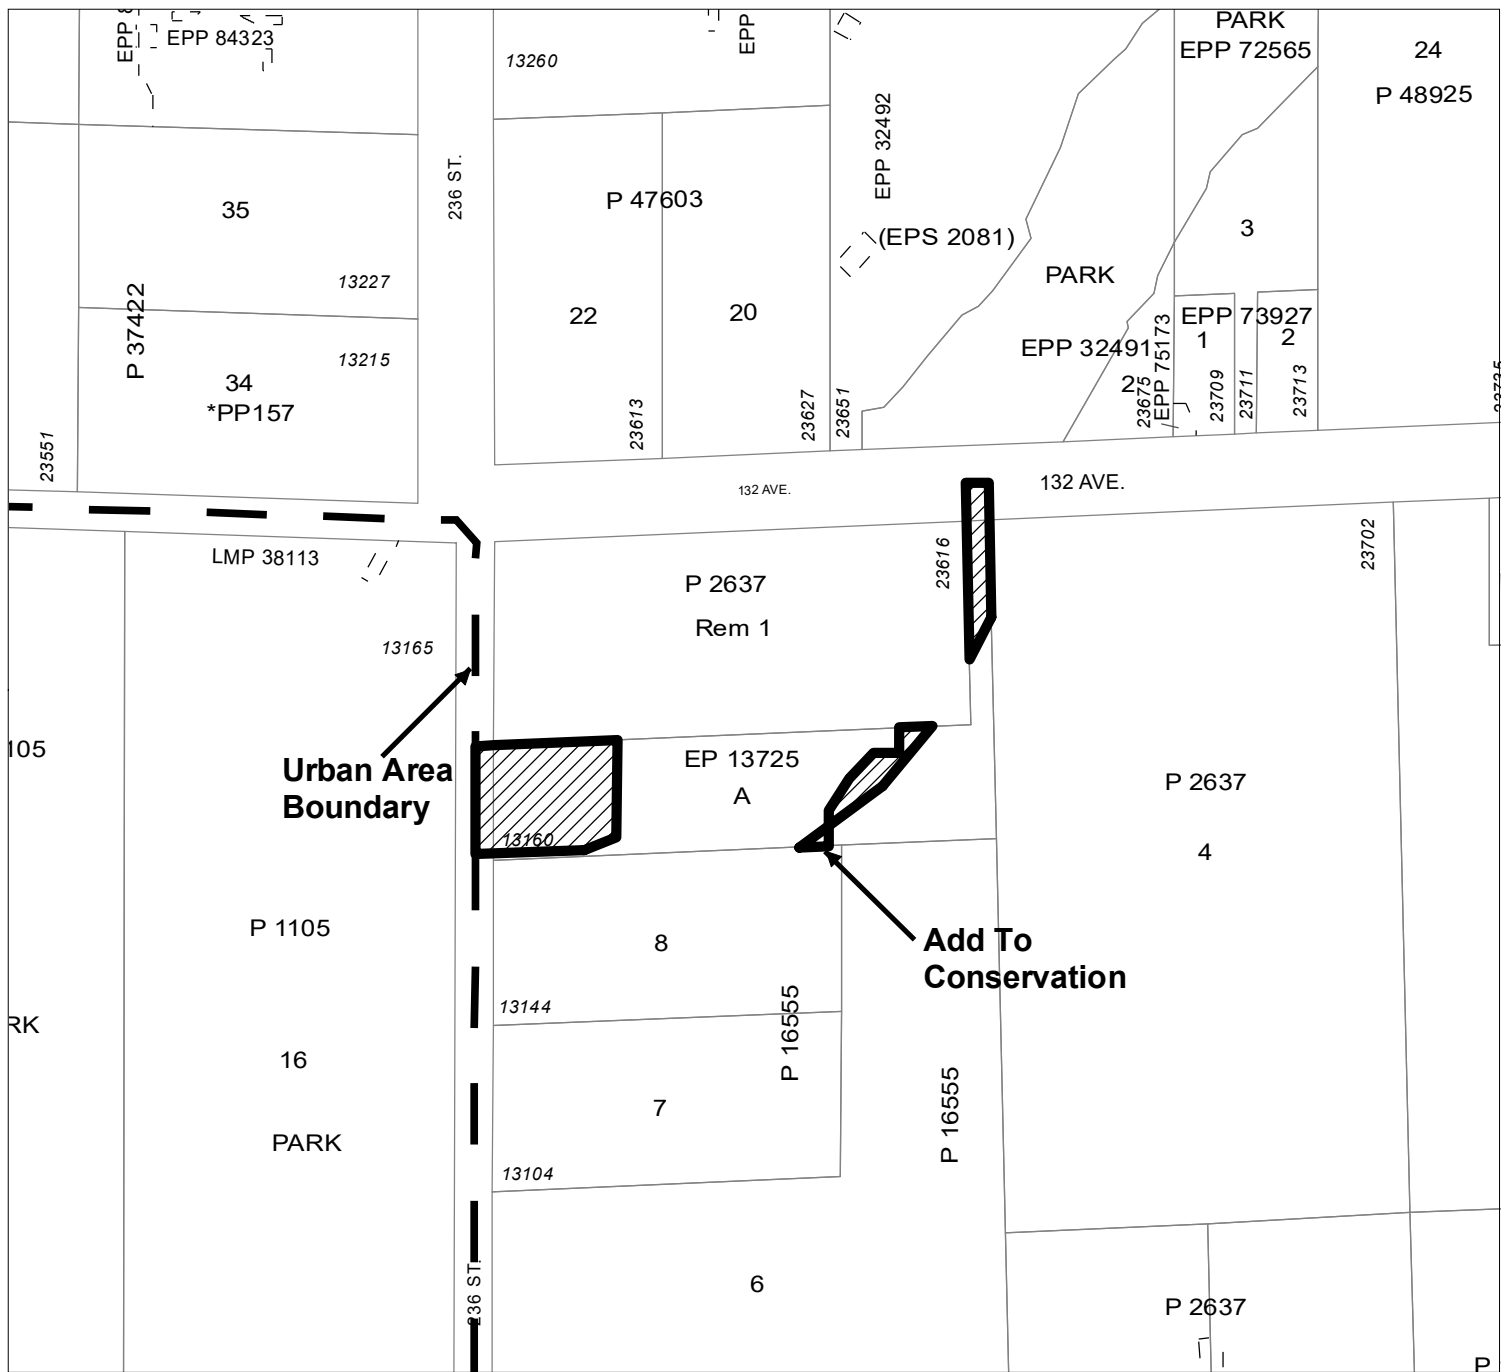 PARK
EPP 72565
24
P 48925
EPP 84323
EPP
13260
EPP
EPP 32492
35
236 ST.
P 47603
(EPS 2081)
3
PARK
13227
P 37422
22
20
EPP 73927
1
2
EPP 32491
EPP 75173
2
13215
34
*PP157
23551
23613
23627
23651
23675
23709
23711
23713
23735
132 AVE.
132 AVE.
LMP 38113
23616
23702
P 2637
Rem 1
13165
105
Urban Area
Boundary
EP 13725
A
13160
P 2637
4
P 1105
8
Add To
Conservation
13144
P 16555
RK
16
7
P 16555
PARK
13104
236 ST.
6
P 2637
P